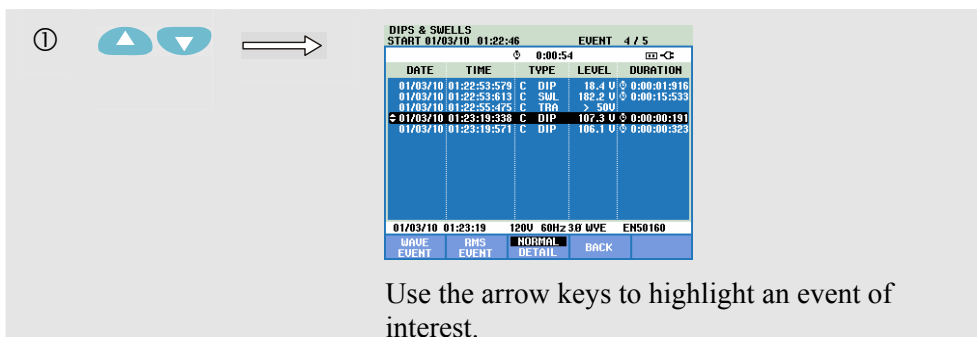 ①
DIPS & SWELLS
START 01/03/10 01:22:46 EVENT 4 / 5
0:00:54
DATE TIME TYPE LEVEL DURATION
01/03/10 01:22:53:579 C DIP 18.4 V 0:00:01:916
01/03/10 01:22:53:613 C SWL 182.2 V 0:00:15:533
01/03/10 01:22:55:475 C TRA > 50V
01/03/10 01:23:19:338 C DIP 107.3 V 0:00:00:191
01/03/10 01:23:19:571 C DIP 106.1 V 0:00:00:323
01/03/10 01:23:19 120V 60Hz 3Ø WYE EN50160
WAVE EVENT RMS EVENT NORMAL DETAIL BACK
Use the arrow keys to highlight an event of
interest.